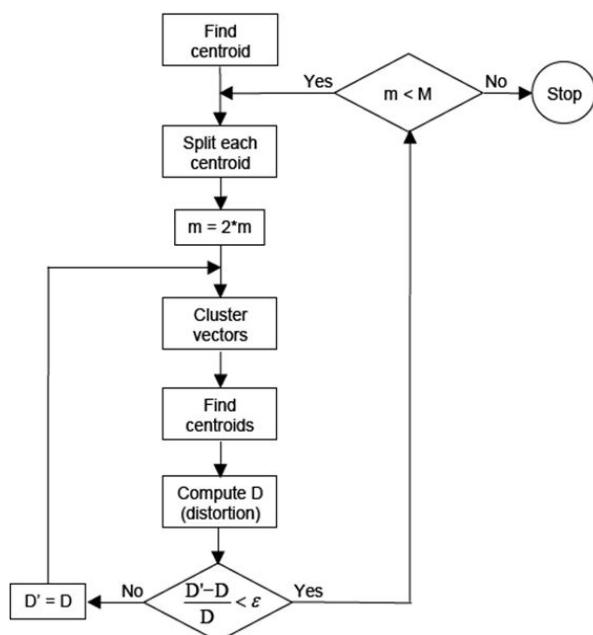 Find
centroid
Yes
m < M
No
Stop
Split each
centroid
m = 2*m
Cluster
vectors
Find
centroids
Compute D
(distortion)
D' = D
No
D'-D
D
< ε
Yes